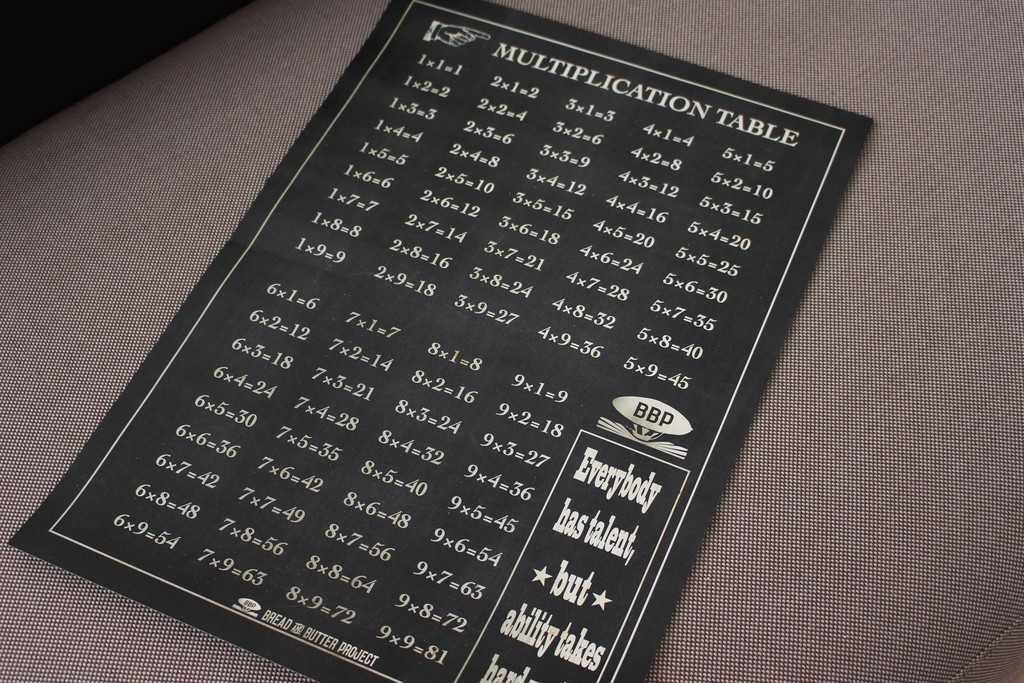 MULTIPLICATION TABLE
1×1=1 2×1=2 3×1=3 4×1=4 5×1=5
1×2=2 2×2=4 3×2=6 4×2=8 5×2=10
1×3=3 2×3=6 3×3=9 4×3=12 5×3=15
1×4=4 2×4=8 3×4=12 4×4=16 5×4=20
1×5=5 2×5=10 3×5=15 4×5=20 5×5=25
1×6=6 2×6=12 3×6=18 4×6=24 5×6=30
1×7=7 2×7=14 3×7=21 4×7=28 5×7=35
1×8=8 2×8=16 3×8=24 4×8=32 5×8=40
1×9=9 2×9=18 3×9=27 4×9=36 5×9=45
6×1=6 7×1=7 8×1=8 9×1=9
6×2=12 7×2=14 8×2=16 9×2=18
6×3=18 7×3=21 8×3=24 9×3=27
6×4=24 7×4=28 8×4=32 9×4=36
6×5=30 7×5=35 8×5=40 9×5=45
6×6=36 7×6=42 8×6=48 9×6=54
6×7=42 7×7=49 8×7=56 9×7=63
6×8=48 7×8=56 8×8=64 9×8=72
6×9=54 7×9=63 8×9=72 9×9=81
BBP
Everybody
has talent,
but
ability takes
BBP BREAD AND BUTTER PROJECT